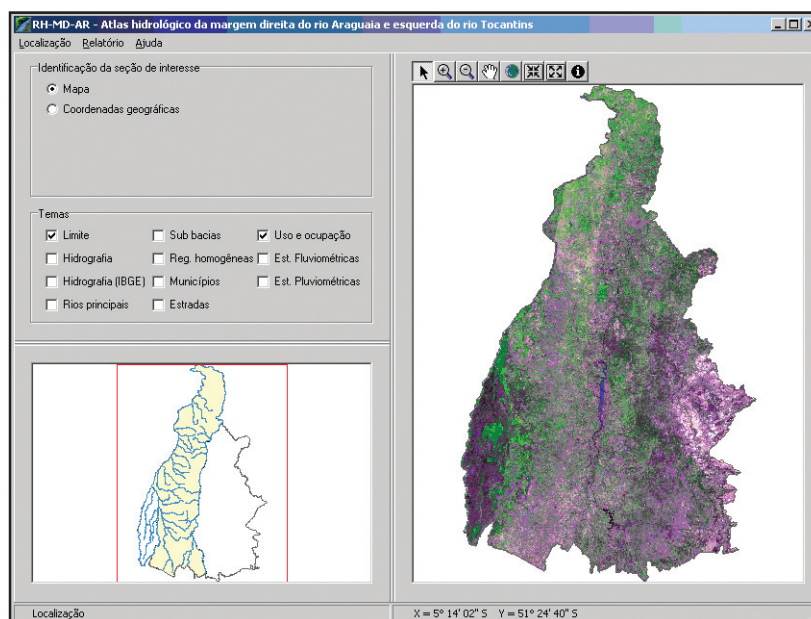 RH-MD-AR - Atlas hidrológico da margem direita do rio Araguaia e esquerda do rio Tocantins
Localização Relatório Ajuda
Identificação da seção de interesse
Mapa
Coordenadas geográficas
Temas
Limite Sub bacias Uso e ocupação
Hidrografia Reg. homogêneas Est. Fluviométricas
Hidrografia (IBGE) Municípios Est. Pluviométricas
Rios principais Estradas
Localização X = 5° 14' 02" S Y = 51° 24' 40" S